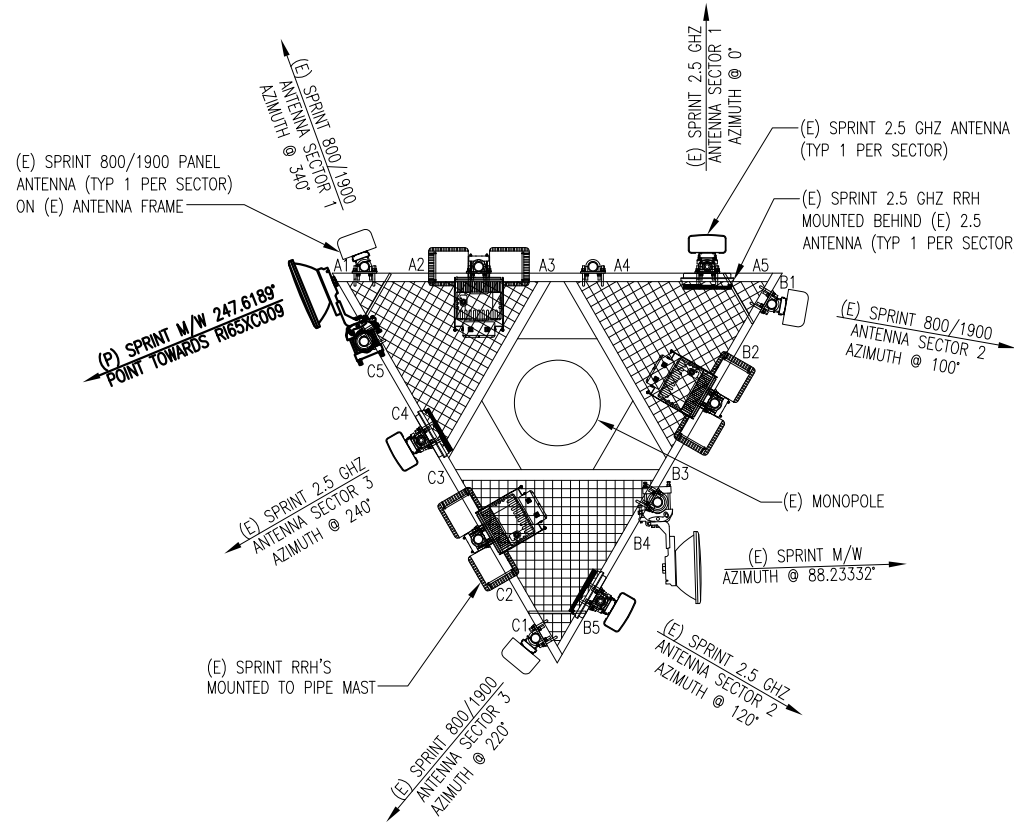 (E) SPRINT 2.5 GHZ
ANTENNA SECTOR 1
AZIMUTH @ 0°
(E) SPRINT 800/1900
ANTENNA SECTOR 1
AZIMUTH @ 340°
(E) SPRINT 2.5 GHZ ANTENNA
(TYP 1 PER SECTOR)
(E) SPRINT 800/1900 PANEL
ANTENNA (TYP 1 PER SECTOR)
ON (E) ANTENNA FRAME
(E) SPRINT 2.5 GHZ RRH
MOUNTED BEHIND (E) 2.5
ANTENNA (TYP 1 PER SECTOR
A1
A2
A3
A4
A5
B1
(P) SPRINT M/W 247.6189°
POINT TOWARDS RI65XC009
(E) SPRINT 800/1900
ANTENNA SECTOR 2
AZIMUTH @ 100°
B2
C5
C4
C3
B3
(E) SPRINT 2.5 GHZ
ANTENNA SECTOR 3
AZIMUTH @ 240°
(E) MONOPOLE
B4
(E) SPRINT M/W
AZIMUTH @ 88.23332°
C2
C1
B5
(E) SPRINT RRH'S
MOUNTED TO PIPE MAST
(E) SPRINT 2.5 GHZ
ANTENNA SECTOR 2
AZIMUTH @ 120°
(E) SPRINT 800/1900
ANTENNA SECTOR 3
AZIMUTH @ 220°